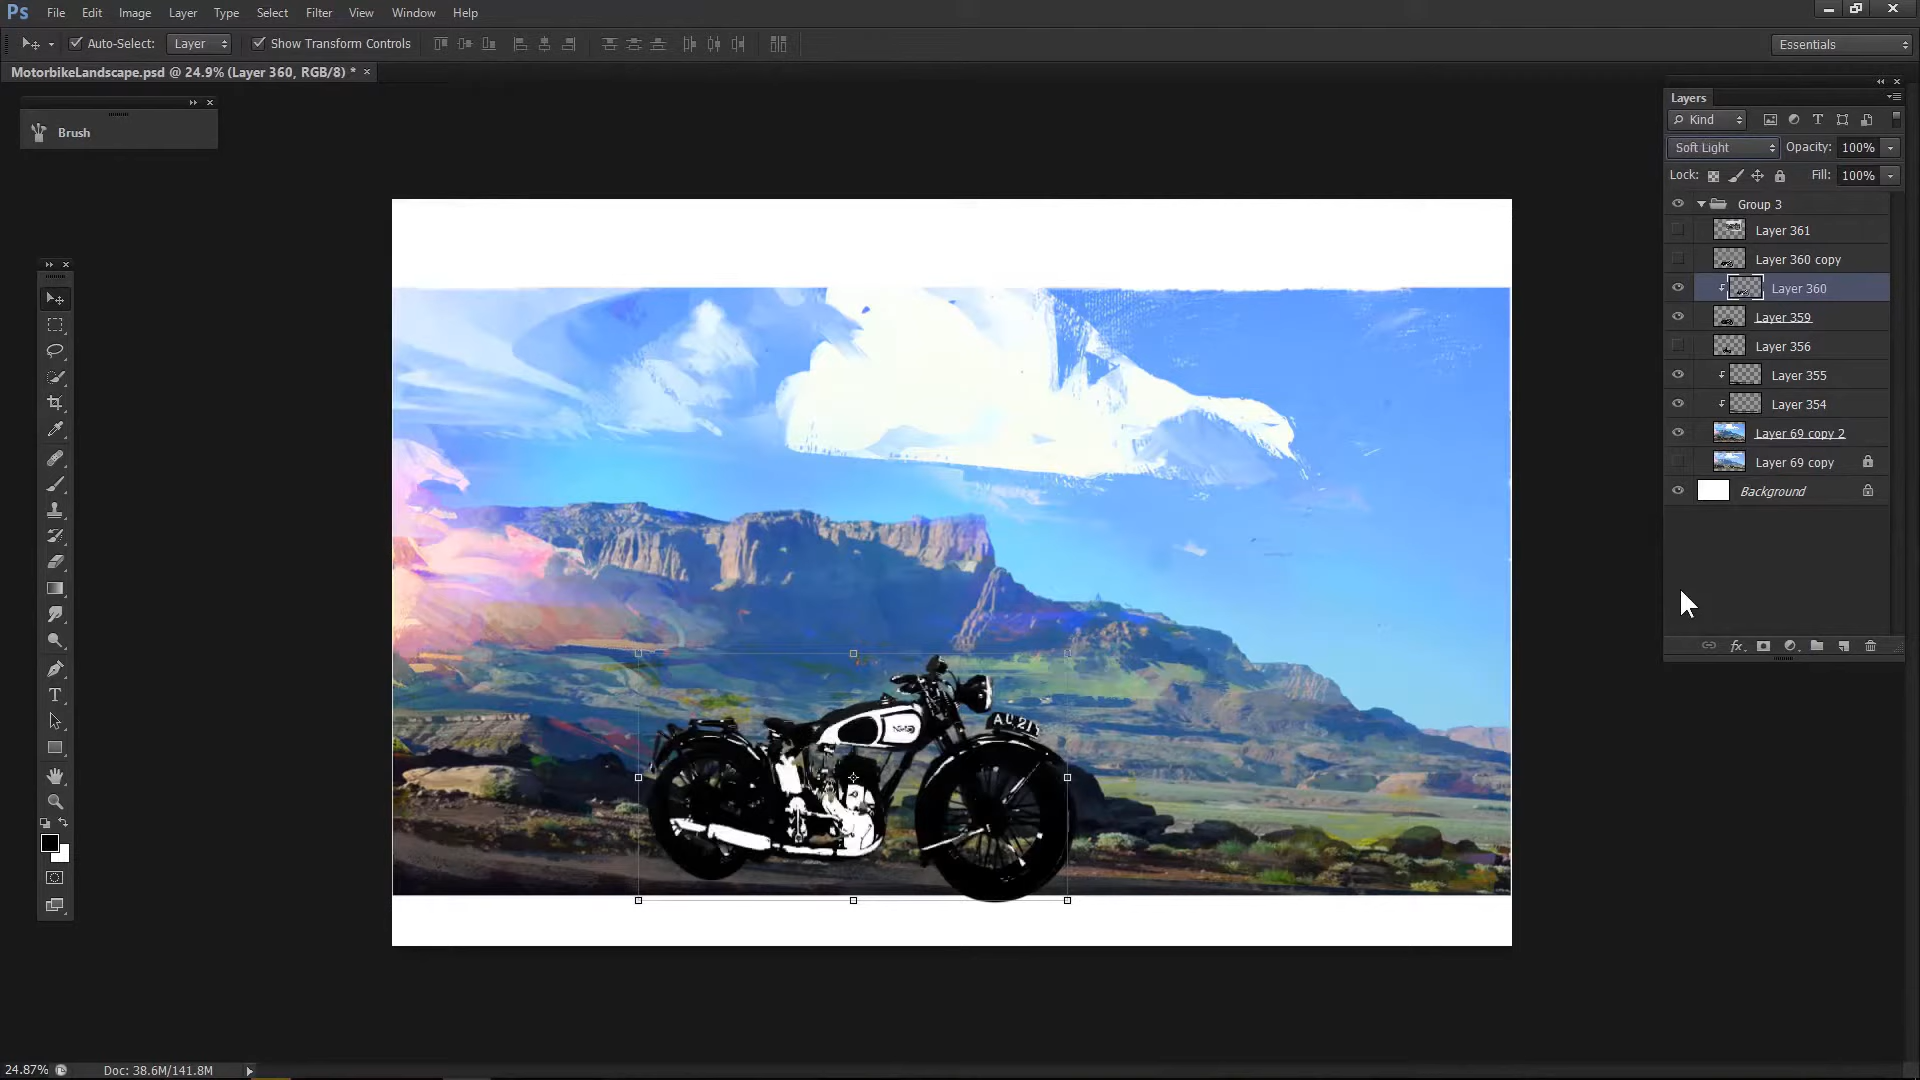 Ps File Edit Image Layer Type Select Filter View Window Help
Auto-Select: Layer Show Transform Controls Essentials
MotorbikeLandscape.psd @ 24.9% (Layer 360, RGB/8) *
Brush
Layers
Kind
Soft Light Opacity: 100%
Lock: Fill: 100%
Group 3
Layer 361
Layer 360 copy
Layer 360
Layer 359
Layer 356
Layer 355
Layer 354
Layer 69 copy 2
Layer 69 copy
Background
24.87% Doc: 38.6M/141.8M